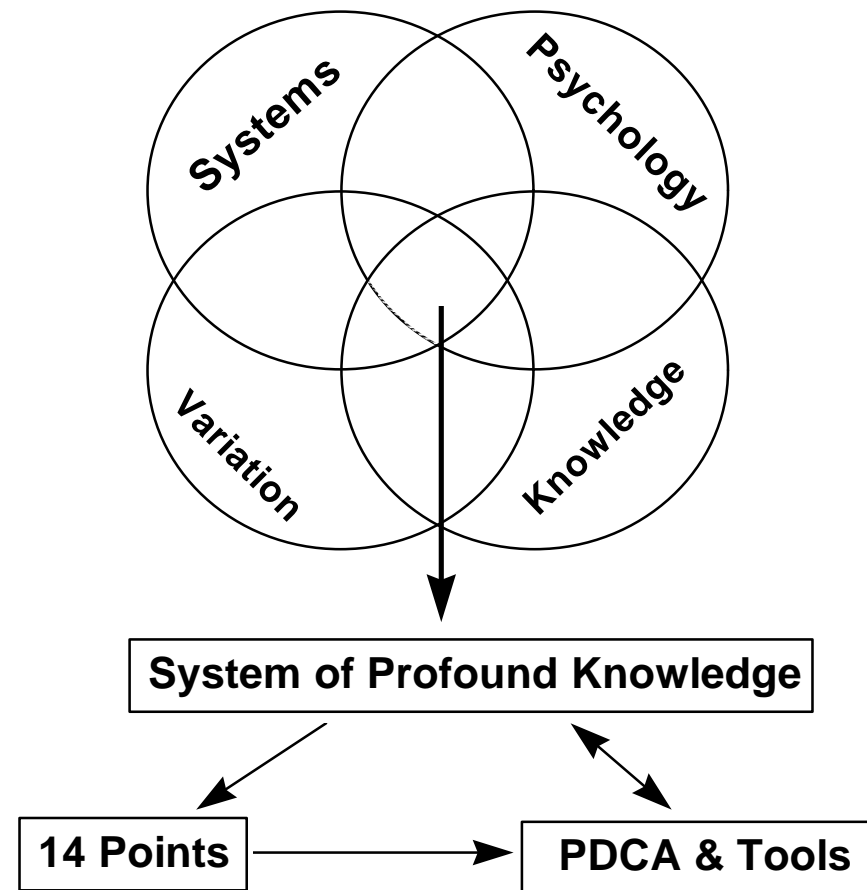 Systems
Psychology
Variation
Knowledge
System of Profound Knowledge
14 Points
PDCA & Tools